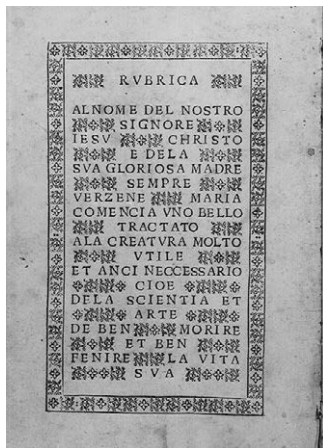 RVBRICA
ALNOME DEL NOSTRO
SIGNORE
IESV CHRISTO
E DELA
SVA GLORIOSA MADRE
SEMPRE
VERZENE MARIA
COMENCIA VNO BELLO
TRACTATO
ALA CREATVRA MOLTO
VTILE
ET ANCI NECCESSARIO
CIOE
DELA SCIENTIA ET
ARTE
DE BEN MORIRE
ET BEN
FENIRE LA VITA
SVA